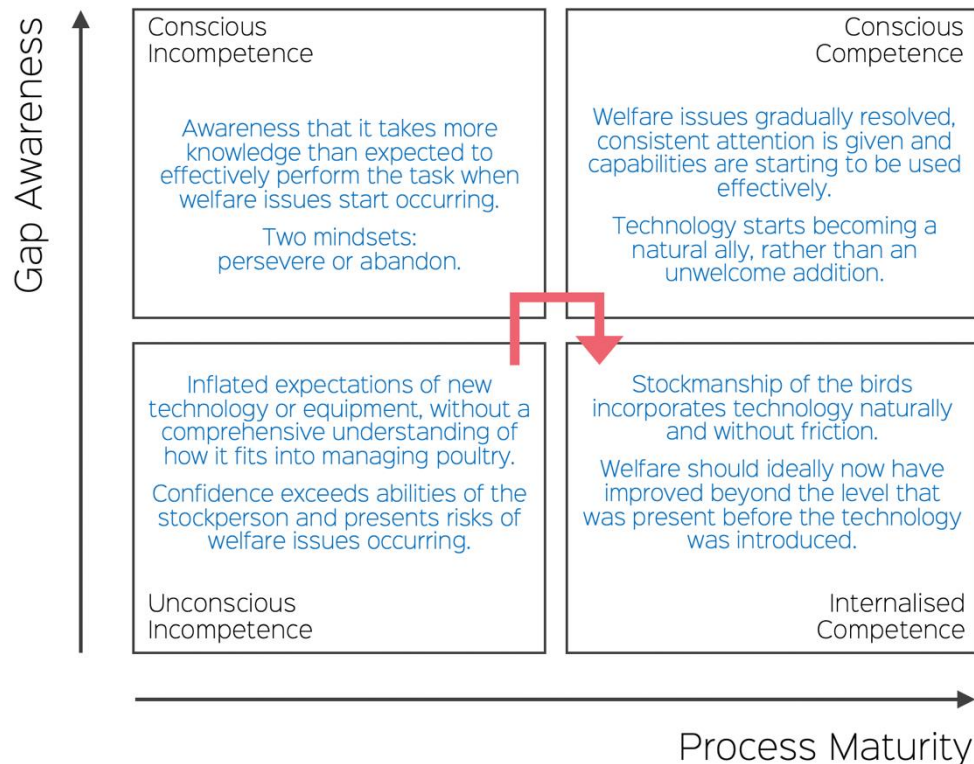 Gap Awareness
Conscious
Incompetence
Awareness that it takes more
knowledge than expected to
effectively perform the task when
welfare issues start occurring.
Two mindsets:
persevere or abandon.
Conscious
Competence
Welfare issues gradually resolved,
consistent attention is given and
capabilities are starting to be used
effectively.
Technology starts becoming a
natural ally, rather than an
unwelcome addition.
Inflated expectations of new
technology or equipment, without a
comprehensive understanding of
how it fits into managing poultry.
Confidence exceeds abilities of the
stockperson and presents risks of
welfare issues occurring.
Unconscious
Incompetence
Stockmanship of the birds
incorporates technology naturally
and without friction.
Welfare should ideally now have
improved beyond the level that
was present before the technology
was introduced.
Internalised
Competence
Process Maturity